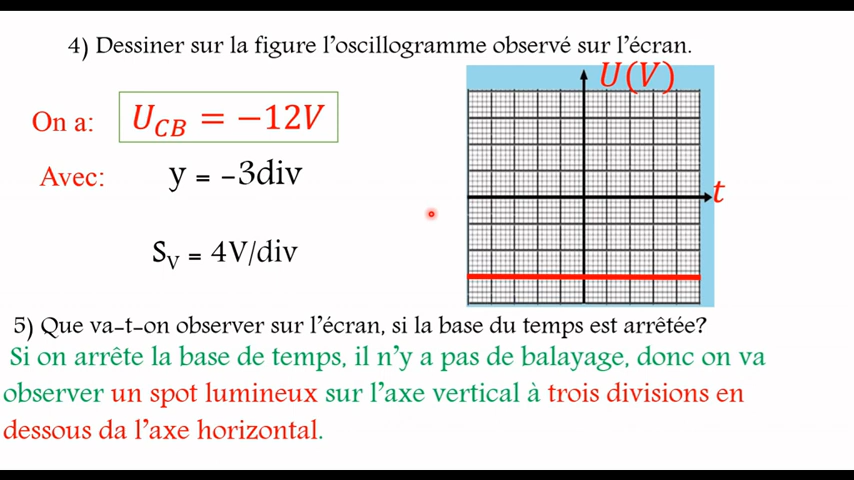 4) Dessiner sur la figure l'oscillogramme observé sur l'écran.
U(V)
On a: U_CB = −12V
Avec: y = -3div
t
S_V = 4V/div
5) Que va-t-on observer sur l'écran, si la base du temps est arrêtée?
Si on arrête la base de temps, il n'y a pas de balayage, donc on va
observer un spot lumineux sur l'axe vertical à trois divisions en
dessous da l'axe horizontal.